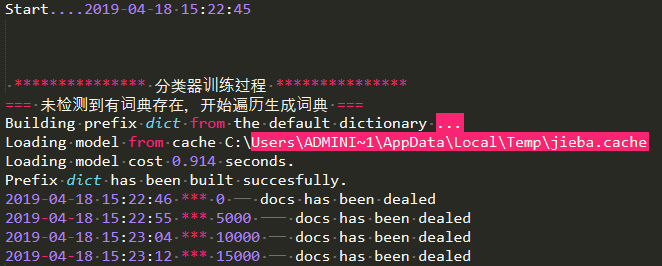 Start....2019-04-18 15:22:45
*************** 分类器训练过程 ***************
=== 未检测到有词典存在，开始遍历生成词典 ===
Building prefix dict from the default dictionary ...
Loading model from cache C:\Users\ADMINI~1\AppData\Local\Temp\jieba.cache
Loading model cost 0.914 seconds.
Prefix dict has been built succesfully.
2019-04-18 15:22:46 *** 0 —— docs has been dealed
2019-04-18 15:22:55 *** 5000 —— docs has been dealed
2019-04-18 15:23:04 *** 10000 —— docs has been dealed
2019-04-18 15:23:12 *** 15000 —— docs has been dealed